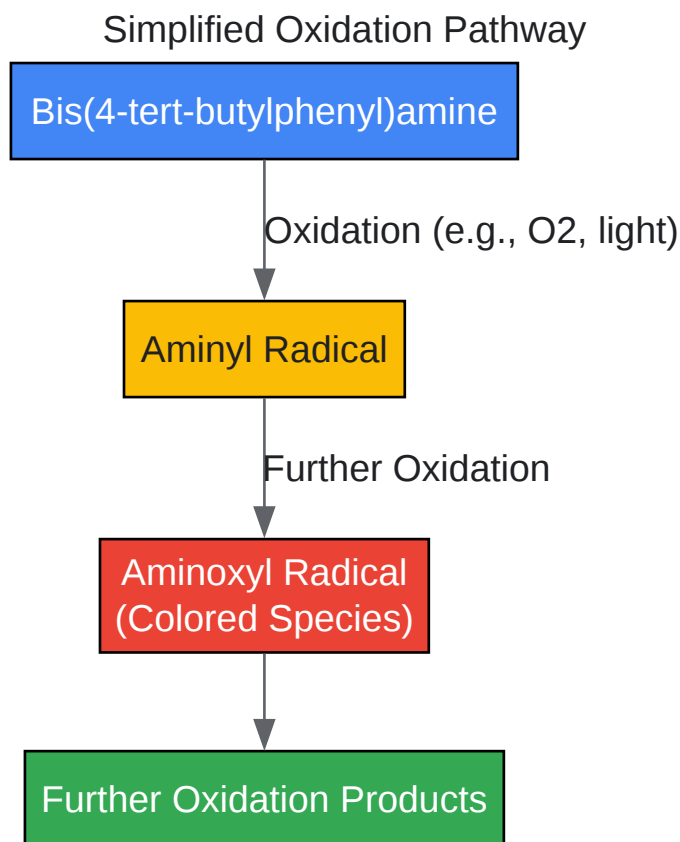 Simplified Oxidation Pathway
Bis(4-tert-butylphenyl)amine
Oxidation (e.g., O2, light)
Aminyl Radical
Further Oxidation
Aminoxyl Radical
(Colored Species)
Further Oxidation Products